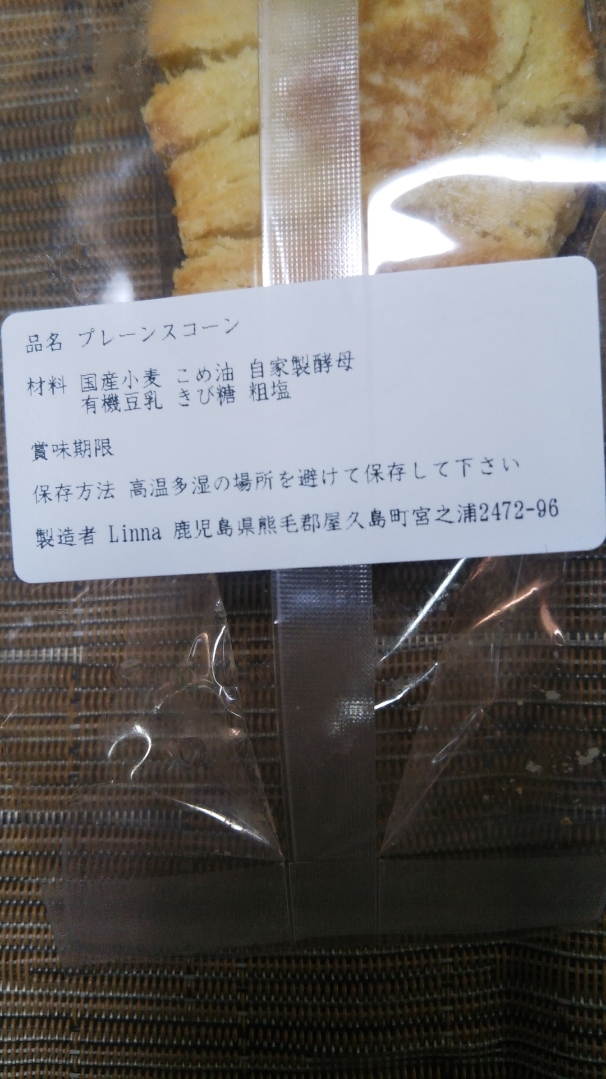 品名 プレーンスコーン
材料 国産小麦 こめ油 自家製酵母
有機豆乳 きび糖 粗塩
賞味期限
保存方法 高温多湿の場所を避けて保存して下さい
製造者 Linna 鹿児島県熊毛郡屋久島町宮之浦2472-96